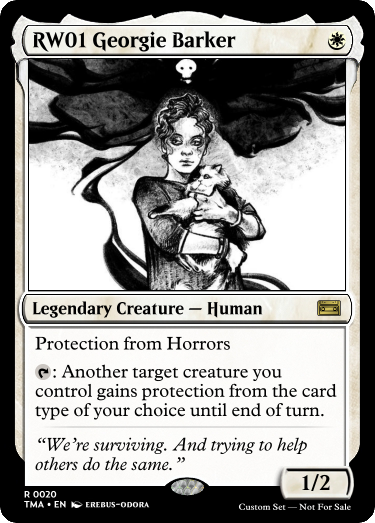 RW01 Georgie Barker
Legendary Creature — Human
Protection from Horrors
: Another target creature you
control gains protection from the card
type of your choice until end of turn.
“We’re surviving. And trying to help
others do the same.”
1/2
R 0020
TMA • EN EREBUS-ODORA
Custom Set — Not For Sale